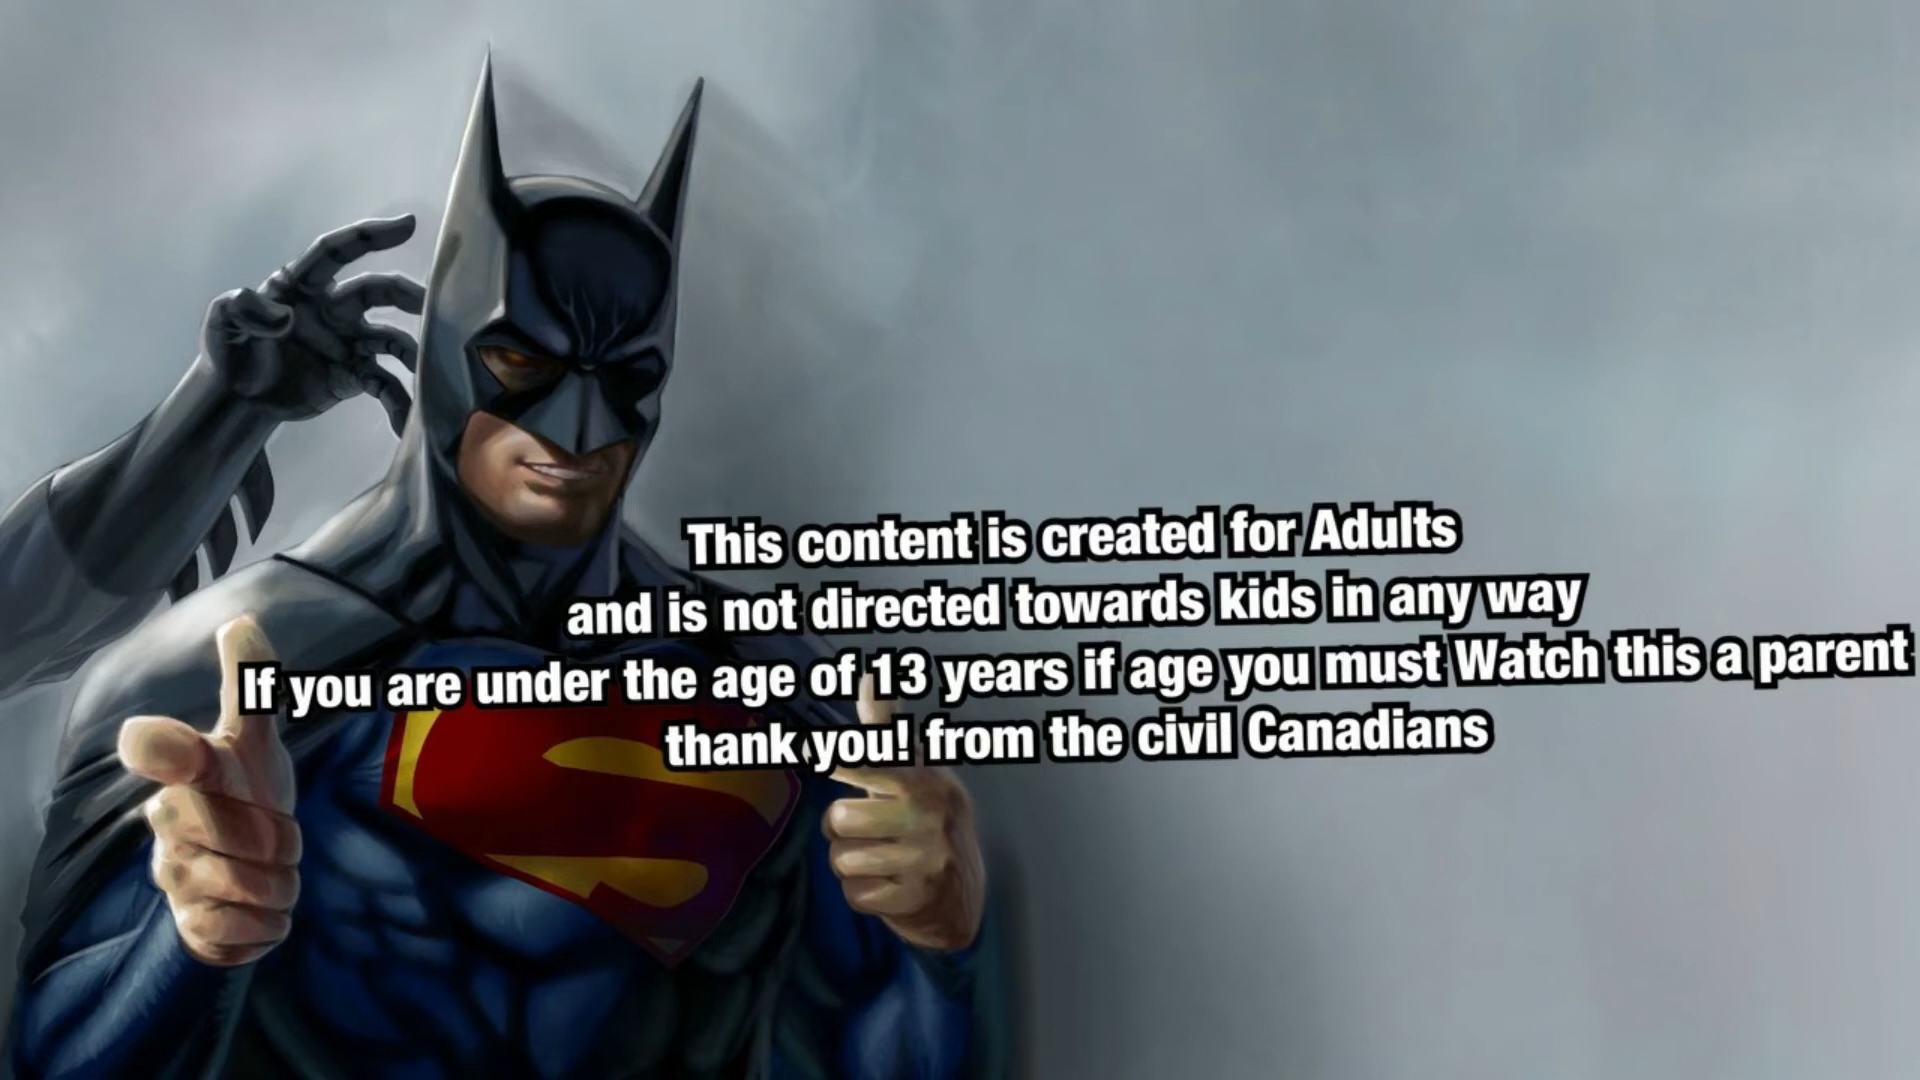 This content is created for Adults
and is not directed towards kids in any way
If you are under the age of 13 years if age you must Watch this a parent
thank you! from the civil Canadians
S